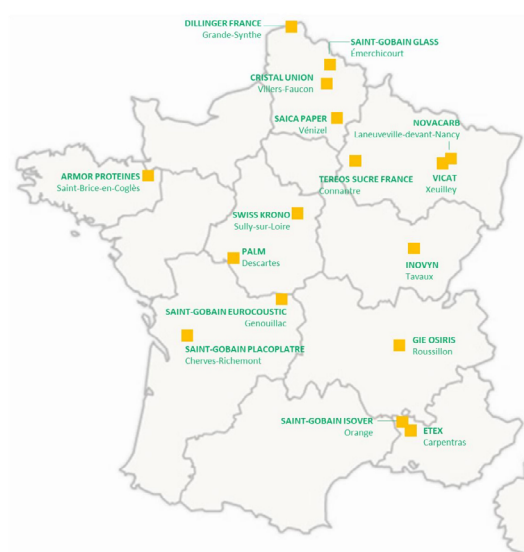 DILLINGER FRANCE
Grande-Synthe
SAINT-GOBAIN GLASS
Émerchicourt
CRISTAL UNION
Villers-Faucon
SAICA PAPER
Vénizel
NOVACARB
Laneuveville-devant-Nancy
ARMOR PROTEINES
Saint-Brice-en-Coglès
TEREOS SUCRE FRANCE
Connantre
VICAT
Xeuilley
SWISS KRONO
Sully-sur-Loire
PALM
Descartes
INOVYN
Tavaux
SAINT-GOBAIN EUROCOUSTIC
Genouillac
SAINT-GOBAIN PLACOPLATRE
Cherves-Richemont
GIE OSIRIS
Roussillon
SAINT-GOBAIN ISOVER
Orange
ETEX
Carpentras